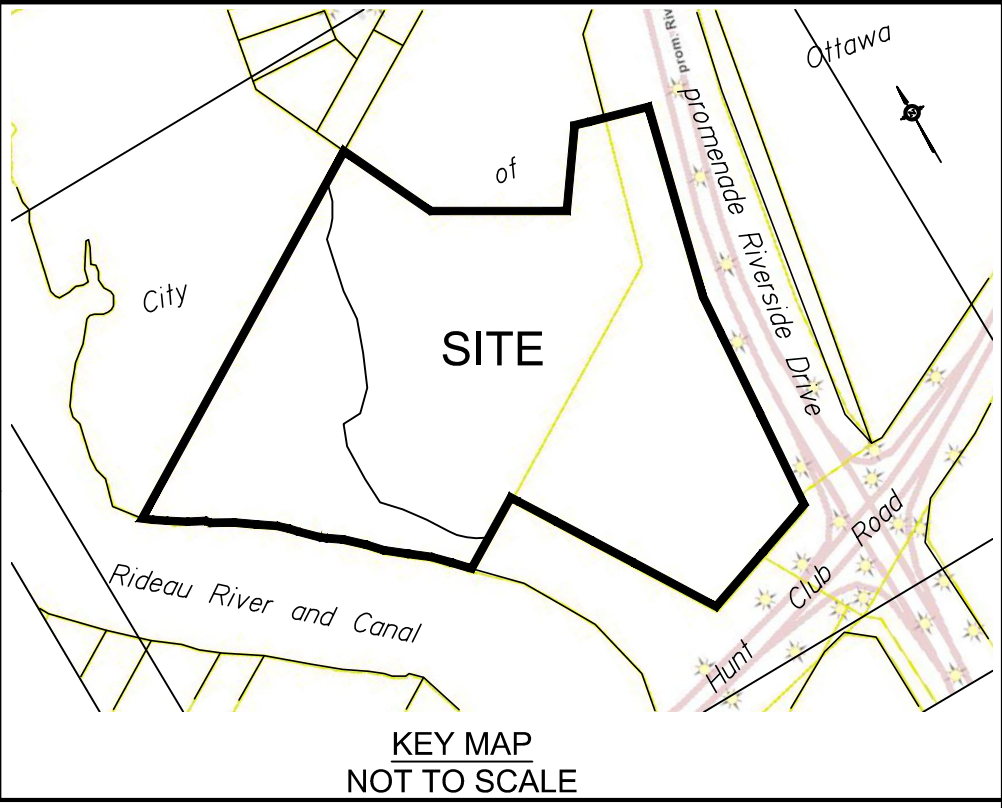 prom Riv
Ottawa
promenade Riverside Drive
of
City
SITE
Hunt Club Road
Rideau River and Canal
KEY MAP
NOT TO SCALE